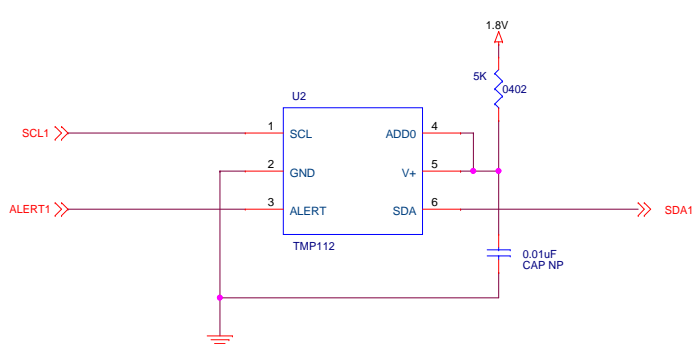 1.8V
5K
0402
U2
SCL1
1
SCL
ADD0
4
2
GND
V+
5
ALERT1
3
ALERT
SDA
6
SDA1
TMP112
0.01uF
CAP NP